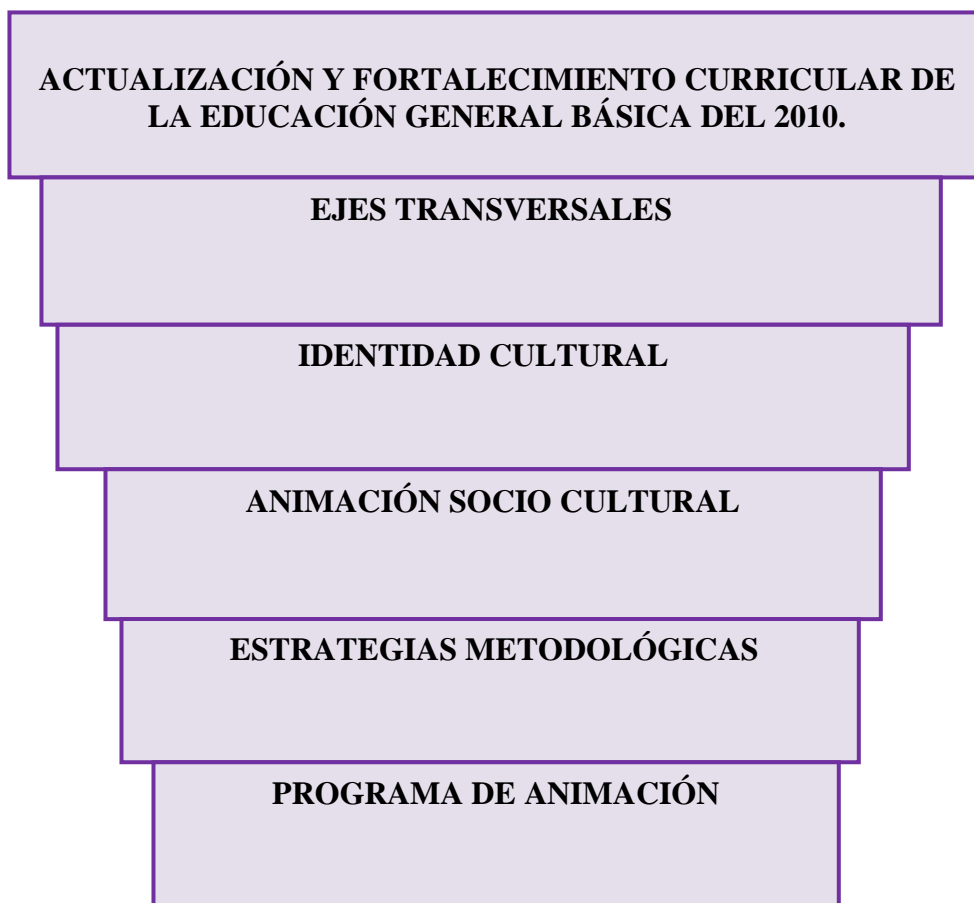 ACTUALIZACIÓN Y FORTALECIMIENTO CURRICULAR DE
LA EDUCACIÓN GENERAL BÁSICA DEL 2010.
EJES TRANSVERSALES
IDENTIDAD CULTURAL
ANIMACIÓN SOCIO CULTURAL
ESTRATEGIAS METODOLÓGICAS
PROGRAMA DE ANIMACIÓN